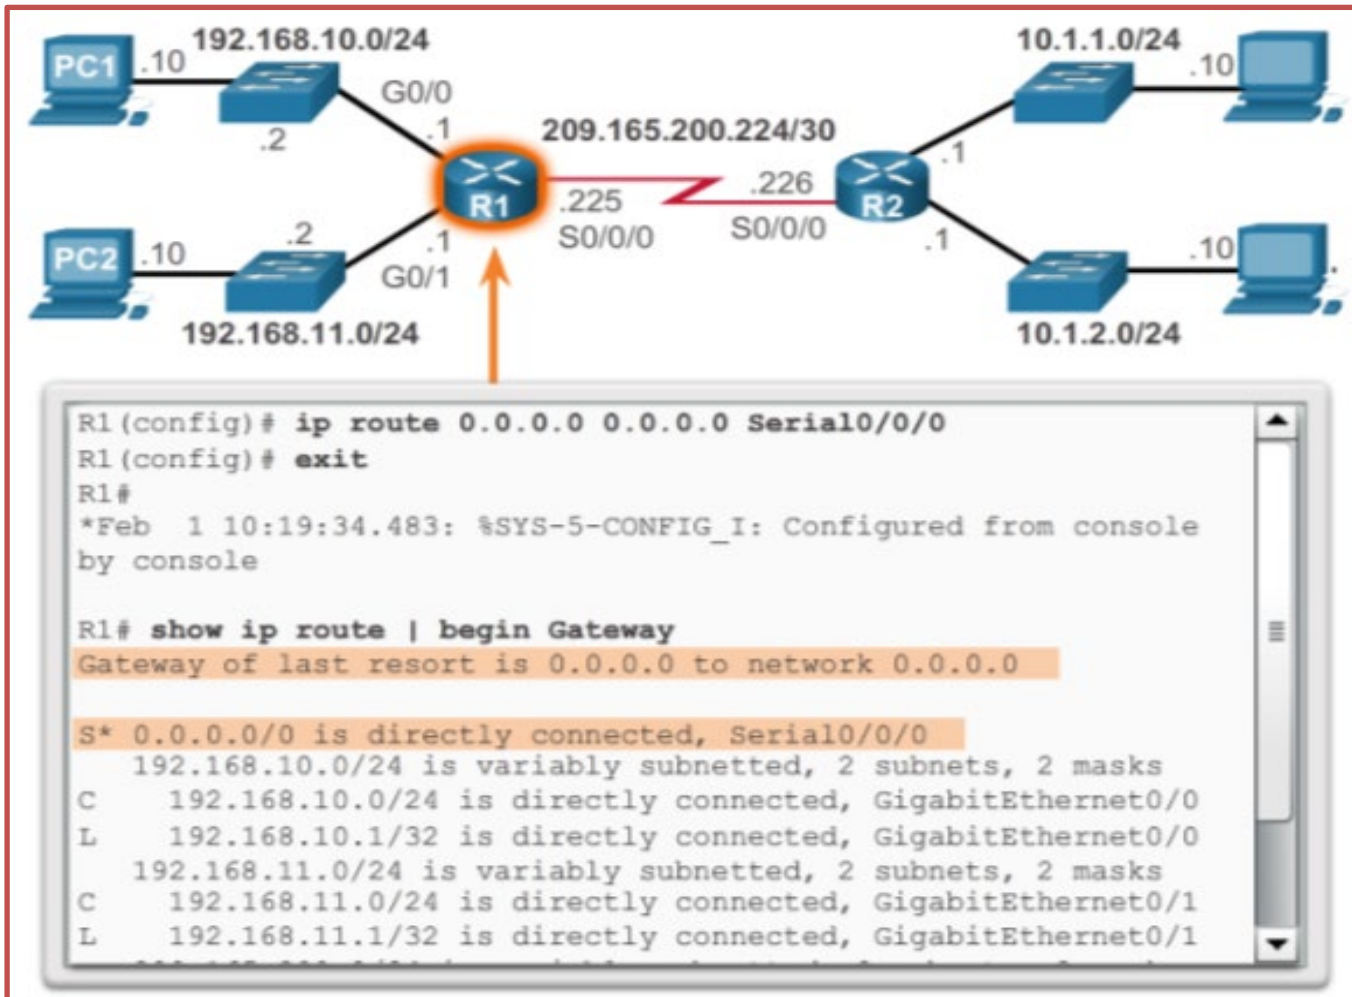 192.168.10.0/24
10.1.1.0/24
PC1
.10
.10
G0/0
.1
.2
209.165.200.224/30
.1
R1
.225
.226
R2
S0/0/0
S0/0/0
.2
.1
.1
.10
PC2
.10
G0/1
192.168.11.0/24
10.1.2.0/24
R1(config)# ip route 0.0.0.0 0.0.0.0 Serial0/0/0
R1(config)# exit
R1#
*Feb  1 10:19:34.483: %SYS-5-CONFIG_I: Configured from console
by console
R1# show ip route | begin Gateway
Gateway of last resort is 0.0.0.0 to network 0.0.0.0
S* 0.0.0.0/0 is directly connected, Serial0/0/0
192.168.10.0/24 is variably subnetted, 2 subnets, 2 masks
C    192.168.10.0/24 is directly connected, GigabitEthernet0/0
L    192.168.10.1/32 is directly connected, GigabitEthernet0/0
192.168.11.0/24 is variably subnetted, 2 subnets, 2 masks
C    192.168.11.0/24 is directly connected, GigabitEthernet0/1
L    192.168.11.1/32 is directly connected, GigabitEthernet0/1